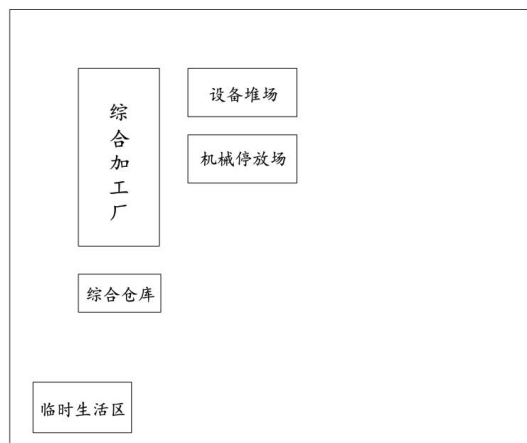 综合加工厂
设备堆场
机械停放场
综合仓库
临时生活区